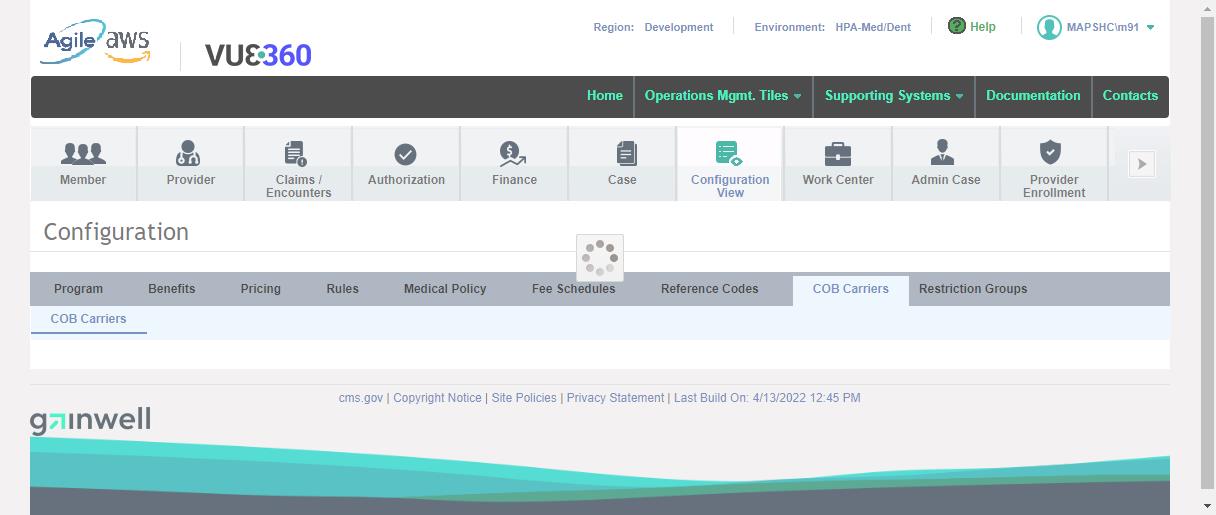 Agile/aws
VUE360
Region: Development
Environment: HPA-Med/Dent
? Help
MAPSHC\m91
Home
Operations Mgmt. Tiles
Supporting Systems
Documentation
Contacts
Member
Provider
Claims /
Encounters
Authorization
Finance
Case
Configuration
View
Work Center
Admin Case
Provider
Enrollment
Configuration
Program
Benefits
Pricing
Rules
Medical Policy
Fee Schedules
Reference Codes
COB Carriers
Restriction Groups
COB Carriers
cms.gov | Copyright Notice | Site Policies | Privacy Statement | Last Build On: 4/13/2022 12:45 PM
gainwell